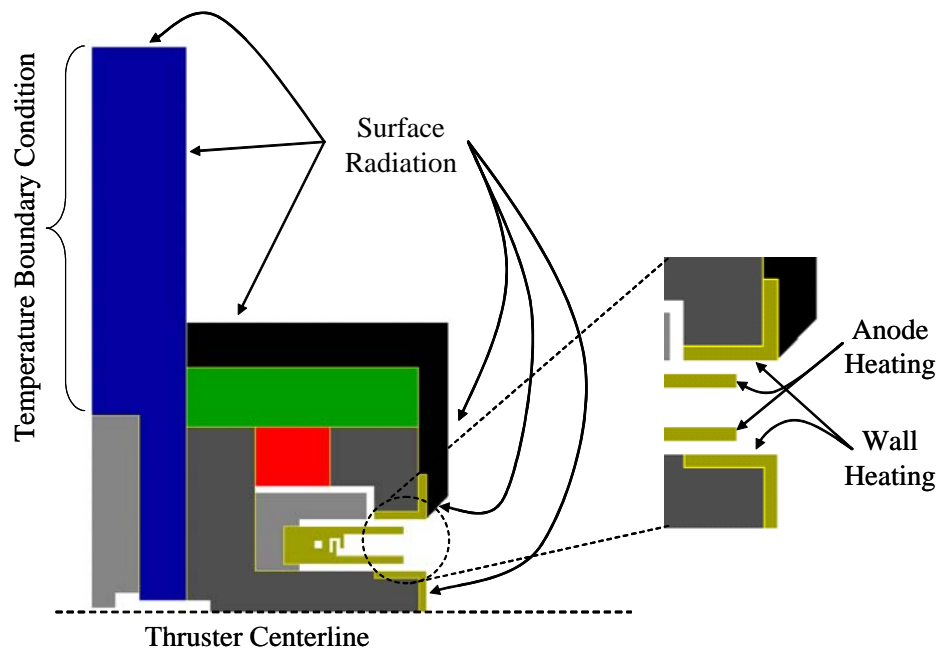 Surface
Radiation
Temperature Boundary Condition
Anode
Heating
Wall
Heating
Thruster Centerline